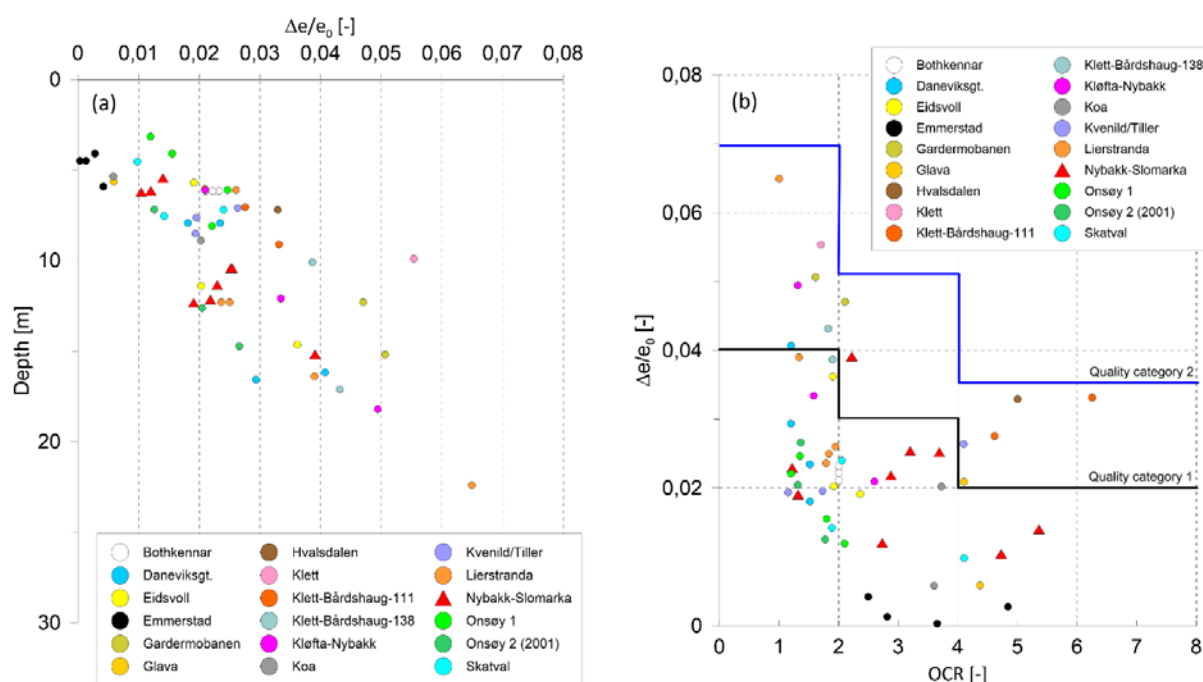 Δe/e0 [-]
0 0,01 0,02 0,03 0,04 0,05 0,06 0,07 0,08
(a)
0
10
20
30
Depth [m]
Bothkennar
Daneviksgt.
Eidsvoll
Emmerstad
Gardermobanen
Glava
Hvalsdalen
Klett
Klett-Bårdshaug-111
Klett-Bårdshaug-138
Kløfta-Nybakk
Koa
Kvenild/Tiller
Lierstranda
Nybakk-Slomarka
Onsøy 1
Onsøy 2 (2001)
Skatval
(b)
0,08
0,06
0,04
0,02
0
Δe/e0 [-]
Bothkennar
Daneviksgt.
Eidsvoll
Emmerstad
Gardermobanen
Glava
Hvalsdalen
Klett
Klett-Bårdshaug-111
Klett-Bårdshaug-138
Kløfta-Nybakk
Koa
Kvenild/Tiller
Lierstranda
Nybakk-Slomarka
Onsøy 1
Onsøy 2 (2001)
Skatval
Quality category 2
Quality category 1
0 1 2 3 4 5 6 7 8
OCR [-]